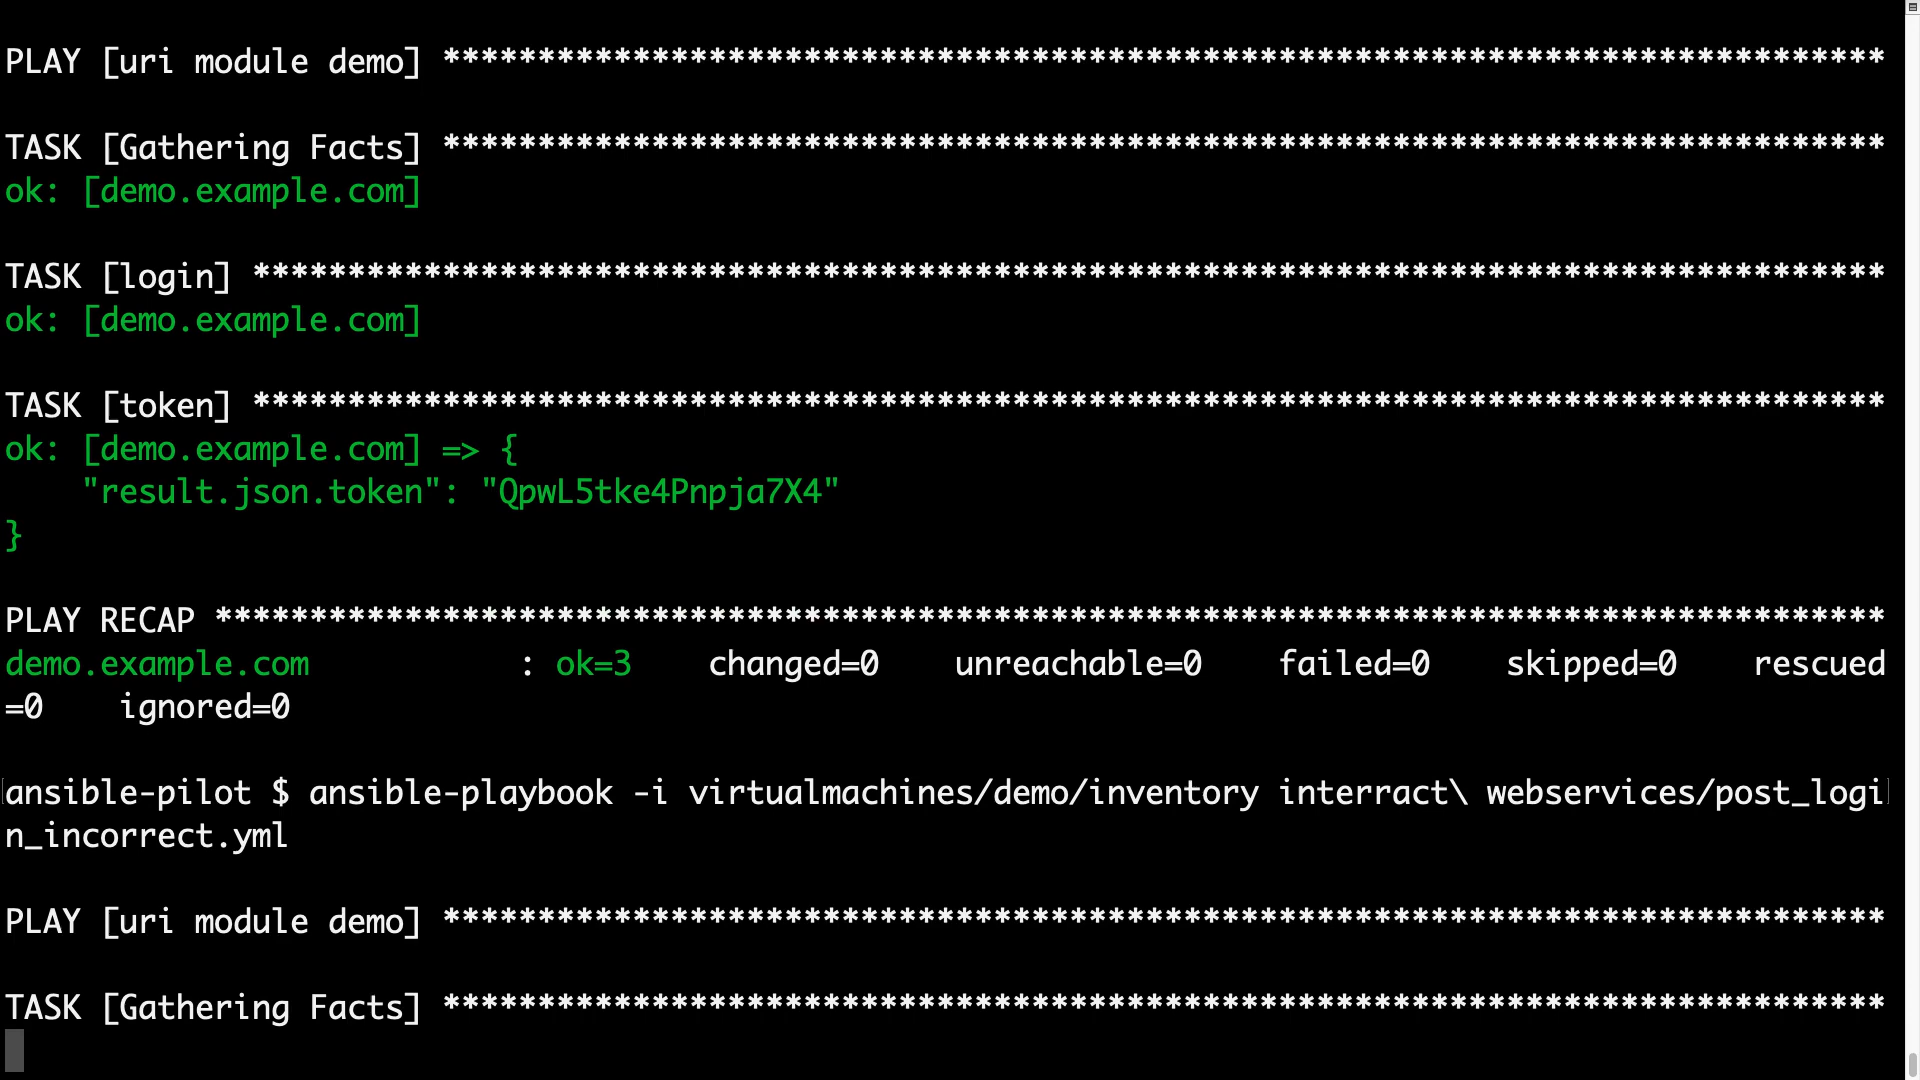 PLAY [uri module demo] ****************************************************************************
TASK [Gathering Facts] ****************************************************************************
ok: [demo.example.com]
TASK [login] **************************************************************************************
ok: [demo.example.com]
TASK [token] **************************************************************************************
ok: [demo.example.com] => {
    "result.json.token": "QpwL5tke4Pnpja7X4"
}
PLAY RECAP ****************************************************************************************
demo.example.com           : ok=3    changed=0    unreachable=0    failed=0    skipped=0    rescued
=0    ignored=0
ansible-pilot $ ansible-playbook -i virtualmachines/demo/inventory interract\ webservices/post_logi
n_incorrect.yml
PLAY [uri module demo] ****************************************************************************
TASK [Gathering Facts] ****************************************************************************